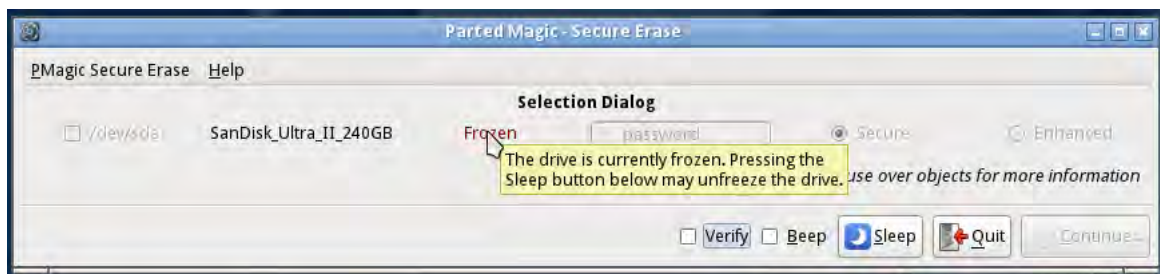 Parted Magic - Secure Erase
PMagic Secure Erase Help
Selection Dialog
/dev/sda SanDisk_Ultra_II_240GB Frozen password Secure Enhanced
The drive is currently frozen. Pressing the
Sleep button below may unfreeze the drive.
use over objects for more information
Verify Beep Sleep Quit Continue